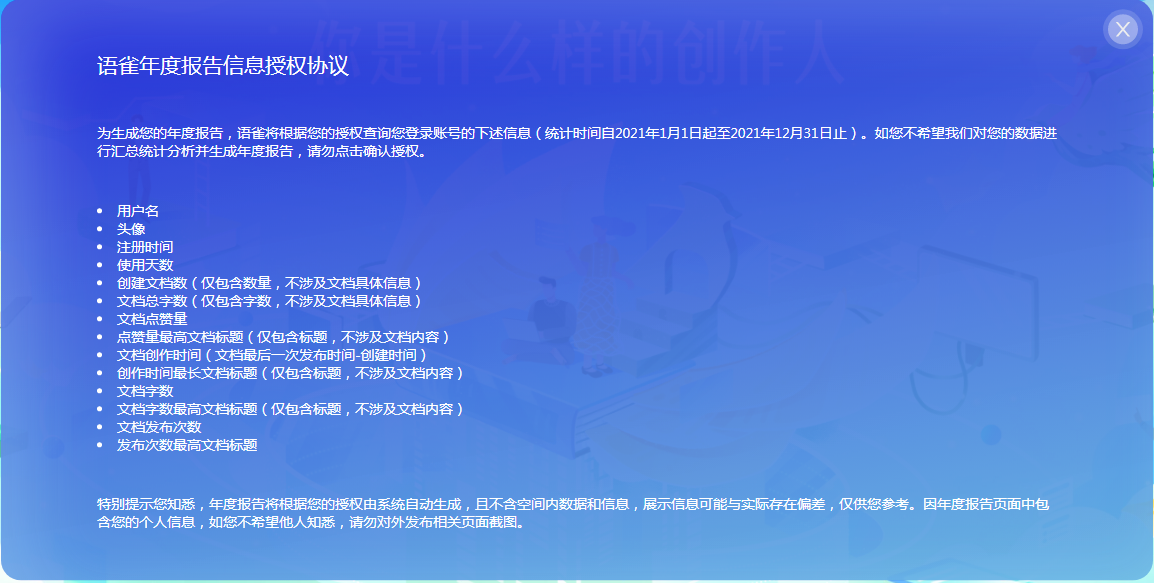 你是什么样的创作人
语雀年度报告信息授权协议
为生成您的年度报告，语雀将根据您的授权查询您登录账号的下述信息（统计时间自2021年1月1日起至2021年12月31日止）。如您不希望我们对您的数据进
行汇总统计分析并生成年度报告，请勿点击确认授权。
• 用户名
• 头像
• 注册时间
• 使用天数
• 创建文档数（仅包含数量，不涉及文档具体信息）
• 文档总字数（仅包含字数，不涉及文档具体信息）
• 文档点赞量
• 点赞量最高文档标题（仅包含标题，不涉及文档内容）
• 文档创作时间（文档最后一次发布时间-创建时间）
• 创作时间最长文档标题（仅包含标题，不涉及文档内容）
• 文档字数
• 文档字数最高文档标题（仅包含标题，不涉及文档内容）
• 文档发布次数
• 发布次数最高文档标题
特别提示您知悉，年度报告将根据您的授权由系统自动生成，且不含空间内数据和信息，展示信息可能与实际存在偏差，仅供您参考。因年度报告页面中包
含您的个人信息，如您不希望他人知悉，请勿对外发布相关页面截图。